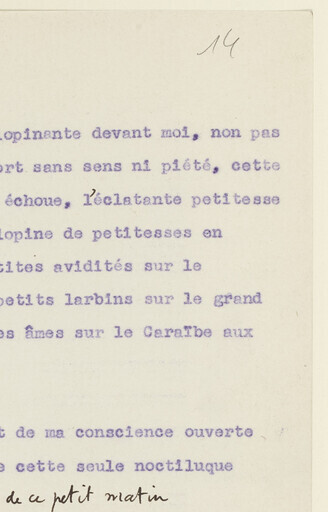 14
lopinante devant moi, non pas
ort sans sens ni piété, cette
échoue, l'éclatante petitesse
lopine de petitesses en
tites avidités sur le
petits larbins sur le grand
es âmes sur le Caraïbe aux
t de ma conscience ouverte
e cette seule noctiluque
de ce petit matin